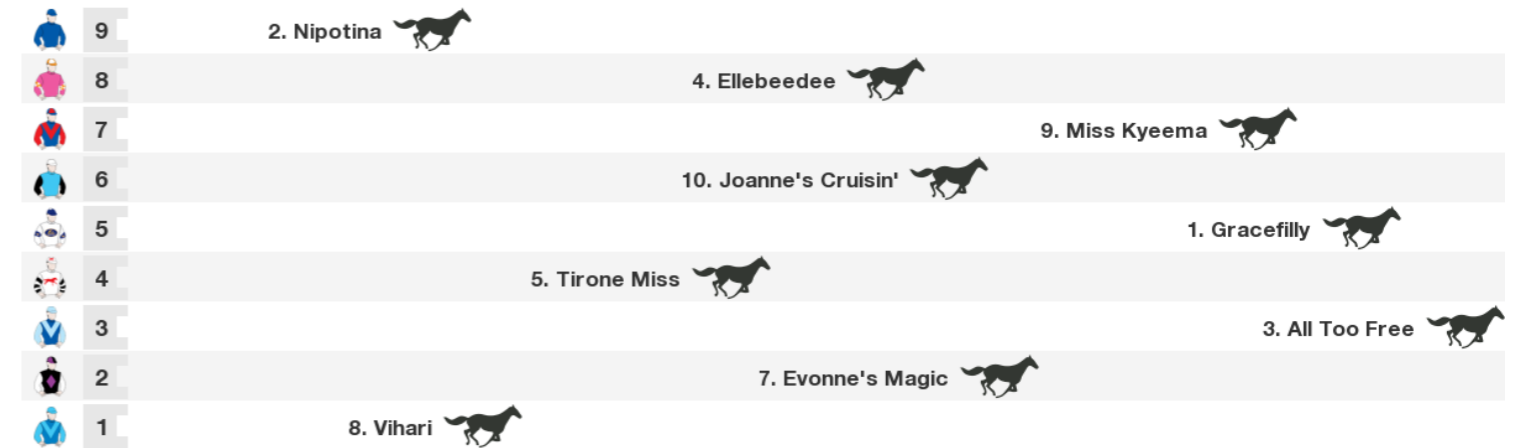 9 2. Nipotina
8 4. Ellebeedee
7 9. Miss Kyeema
6 10. Joanne's Cruisin'
5 1. Gracefilly
4 5. Tirone Miss
3 3. All Too Free
2 7. Evonne's Magic
1 8. Vihari